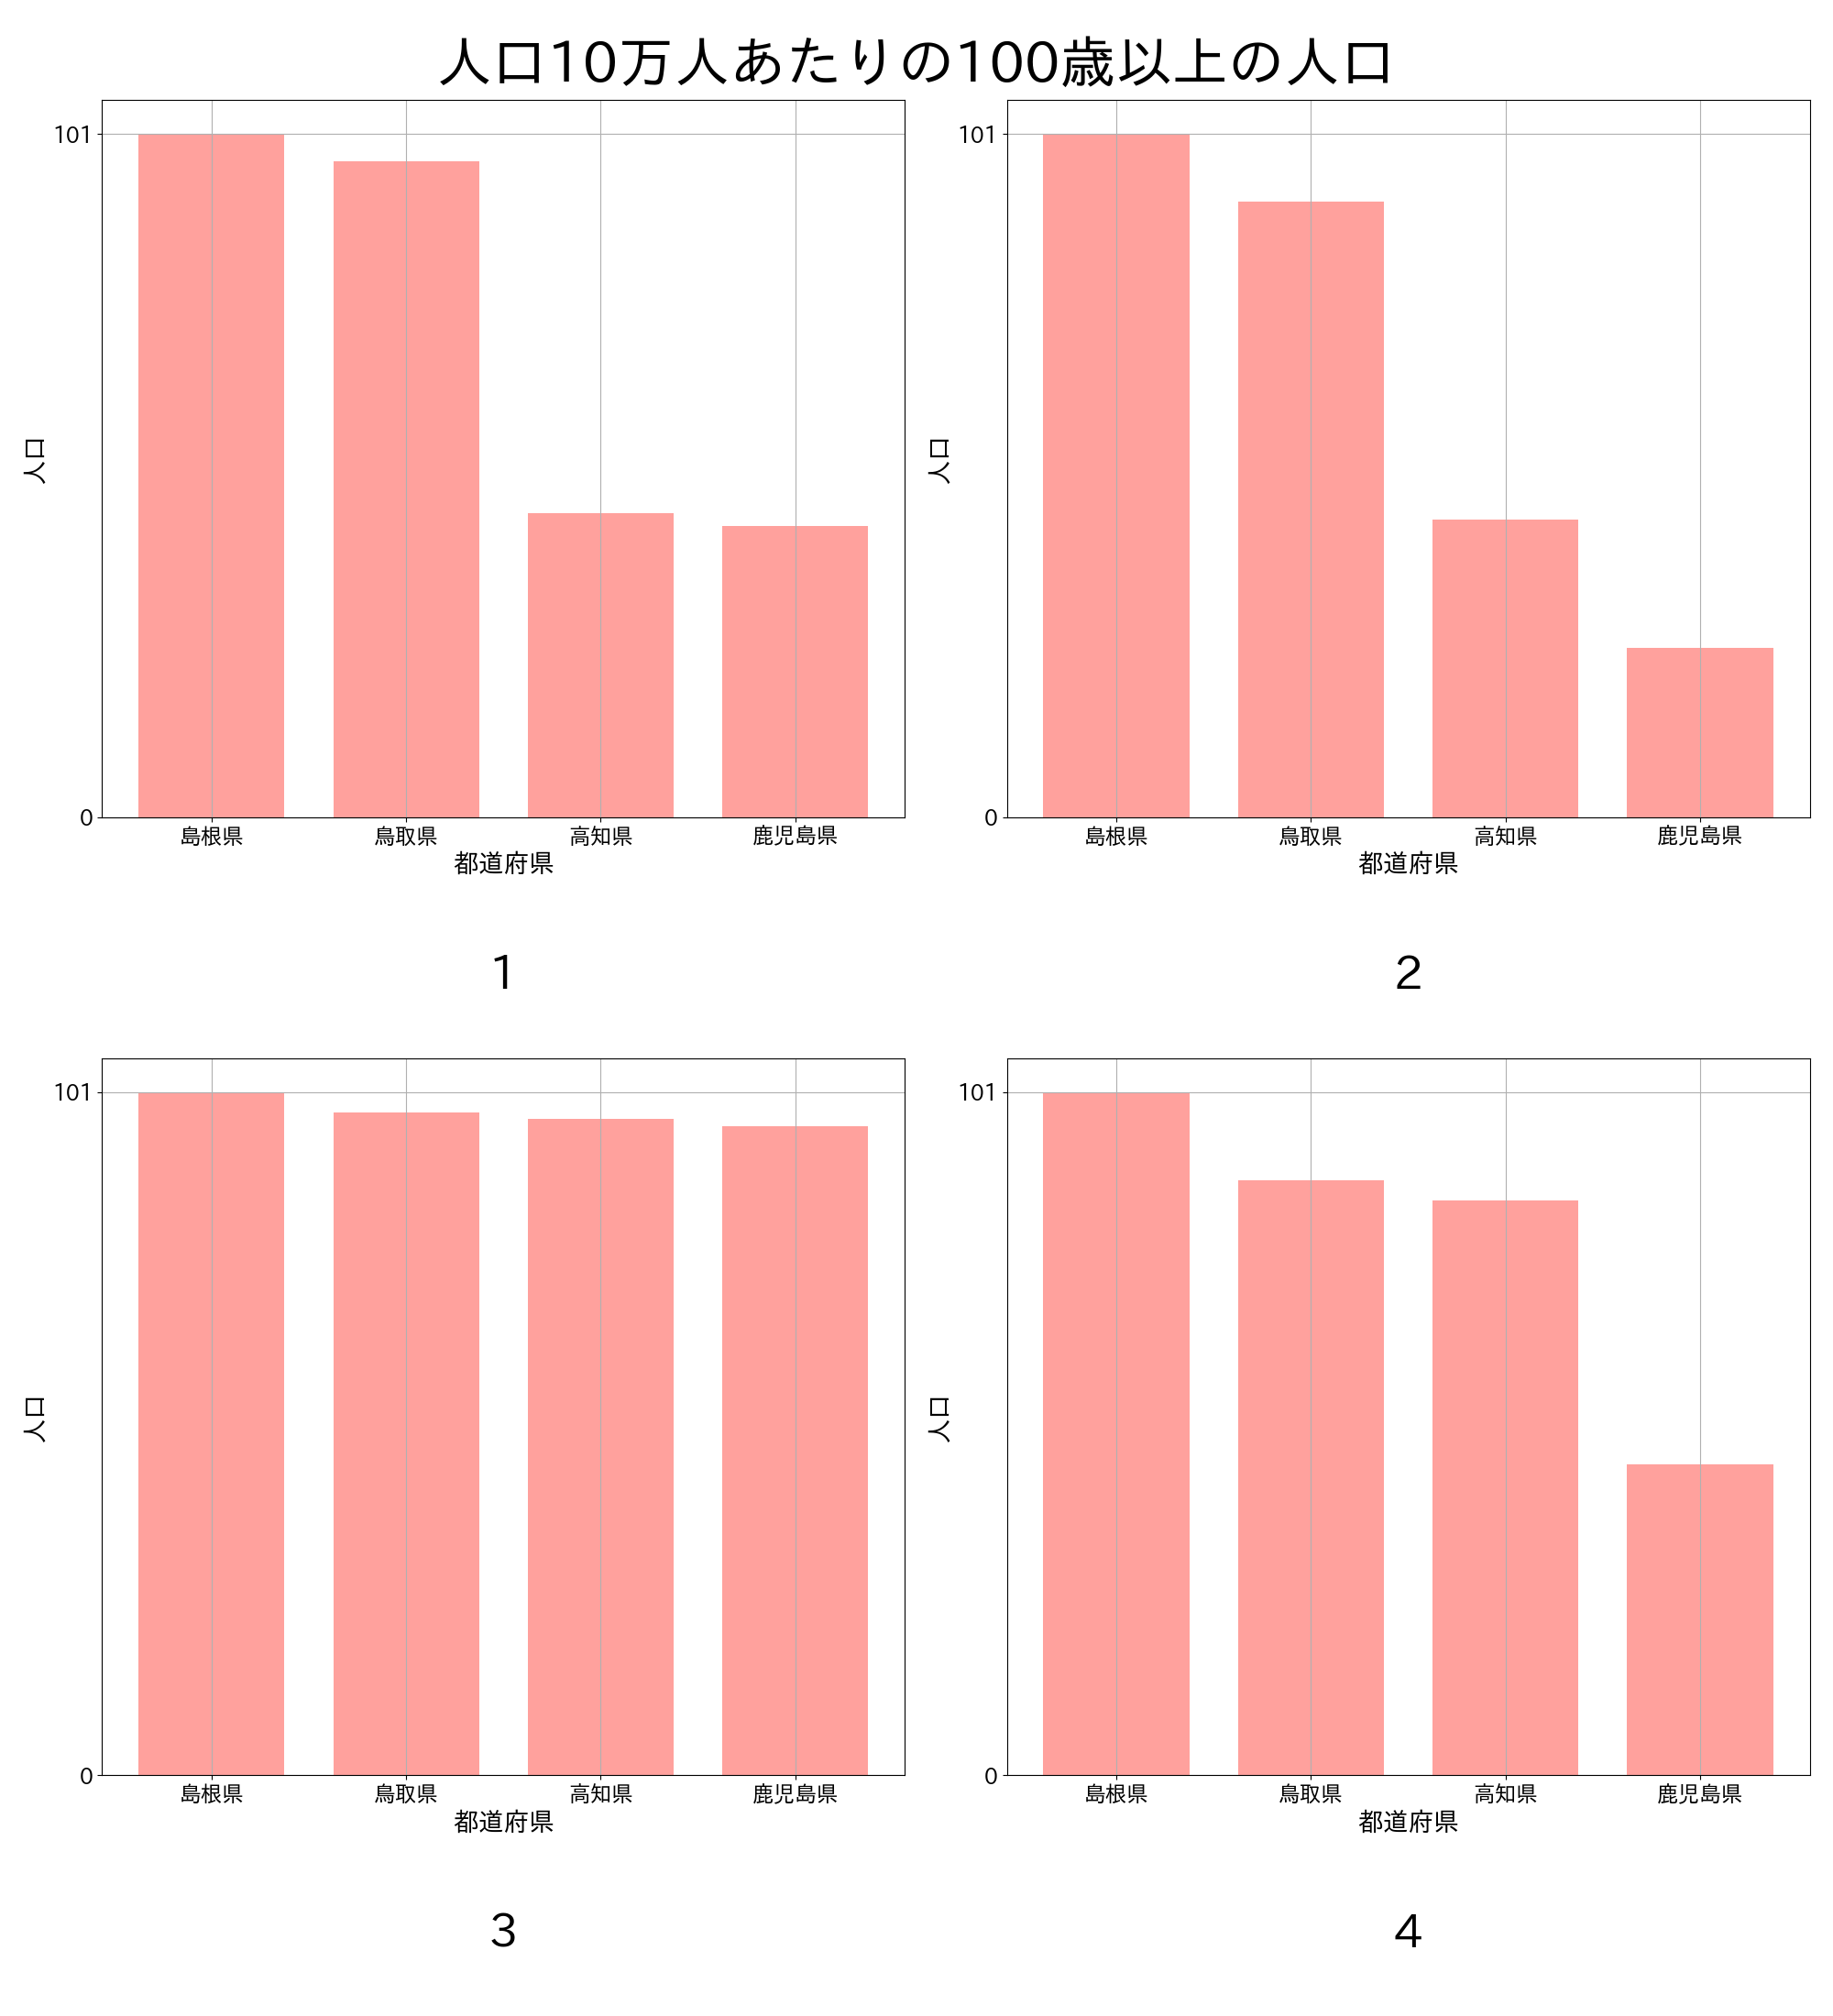 人口10万人あたりの100歳以上の人口
101
0
人口
島根県 鳥取県 高知県 鹿児島県
都道府県
1
101
0
人口
島根県 鳥取県 高知県 鹿児島県
都道府県
2
101
0
人口
島根県 鳥取県 高知県 鹿児島県
都道府県
3
101
0
人口
島根県 鳥取県 高知県 鹿児島県
都道府県
4